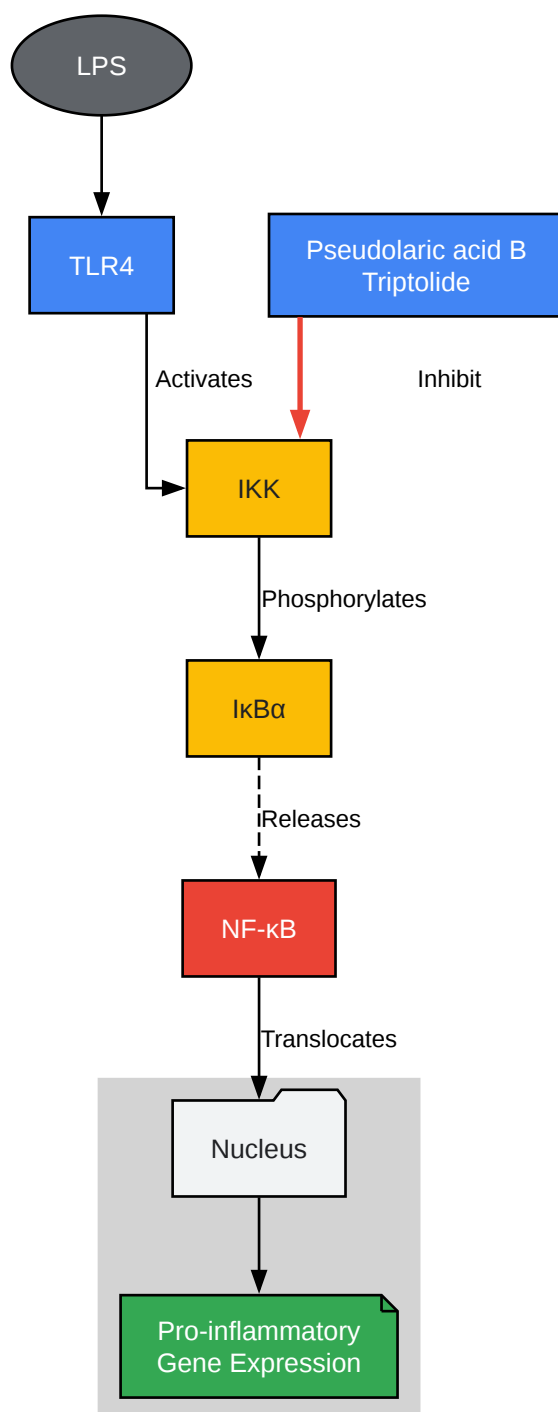 LPS
TLR4
Pseudolaric acid B
Triptolide
Activates
Inhibit
IKK
Phosphorylates
IκBα
Releases
NF-κB
Translocates
Nucleus
Pro-inflammatory
Gene Expression